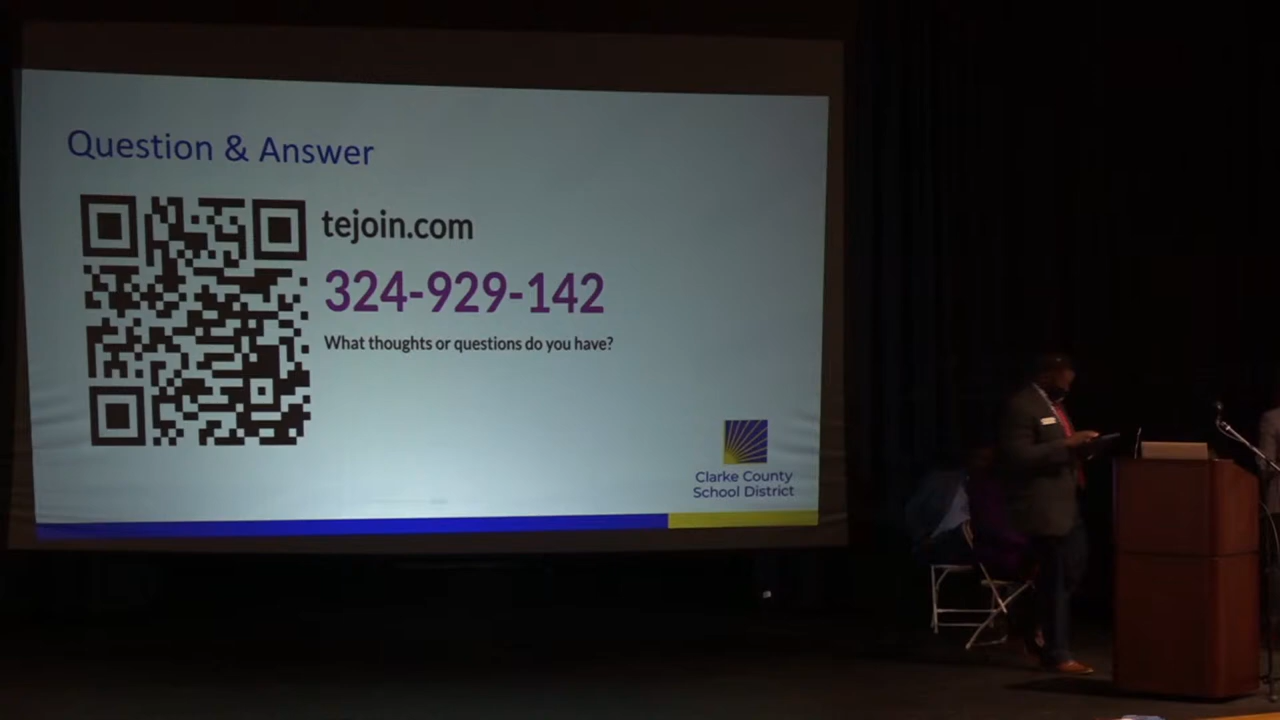 Question & Answer
tejoin.com
324-929-142
What thoughts or questions do you have?
Clarke County
School District